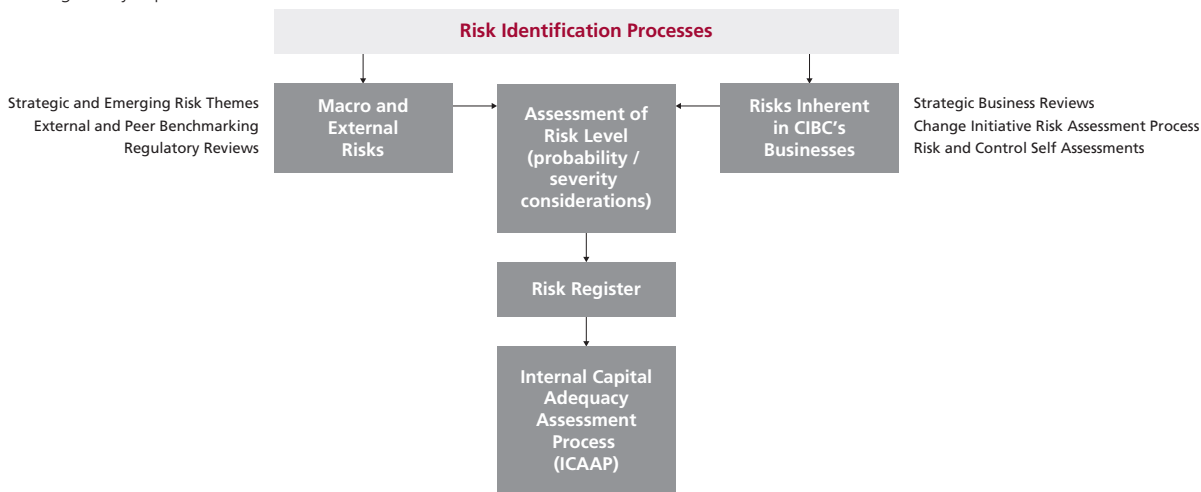 Risk Identification Processes
Strategic and Emerging Risk Themes
External and Peer Benchmarking
Regulatory Reviews
Macro and
External
Risks
Assessment of
Risk Level
(probability /
severity
considerations)
Risks Inherent
in CIBC's
Businesses
Strategic Business Reviews
Change Initiative Risk Assessment Process
Risk and Control Self Assessments
Risk Register
Internal Capital
Adequacy
Assessment
Process
(ICAAP)